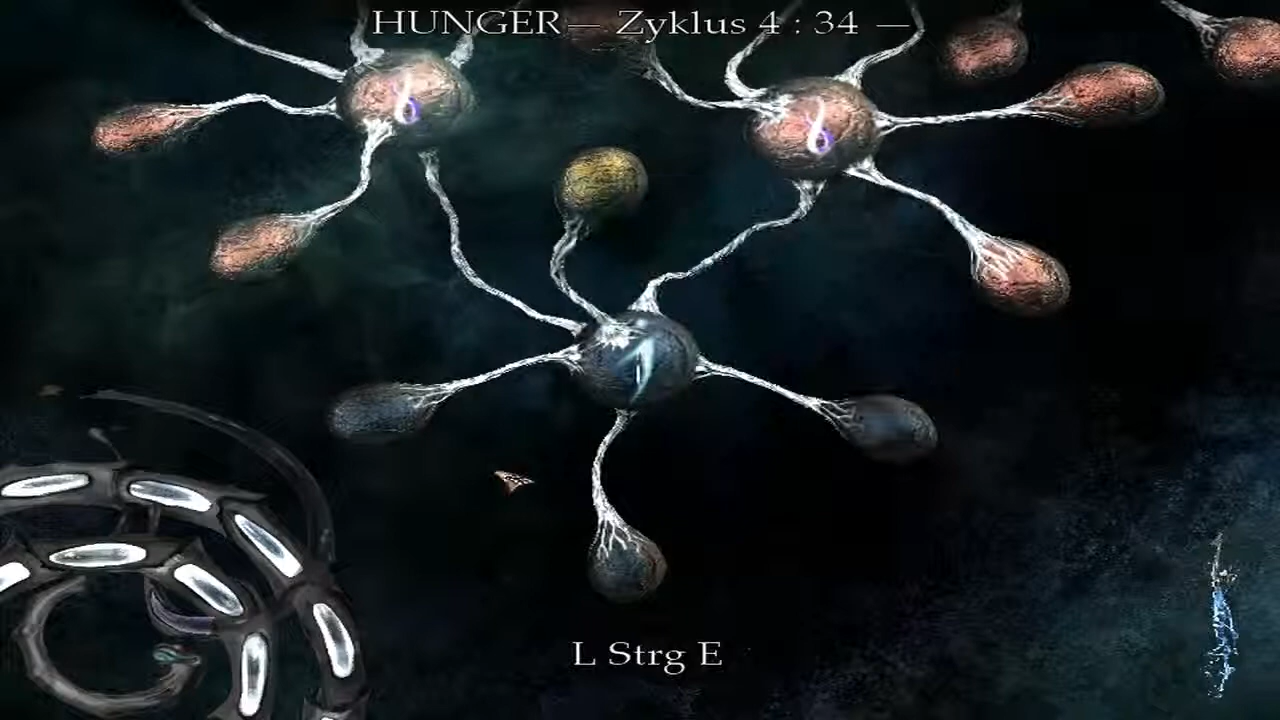 HUNGER— Zyklus 4 : 34 —
L Strg E